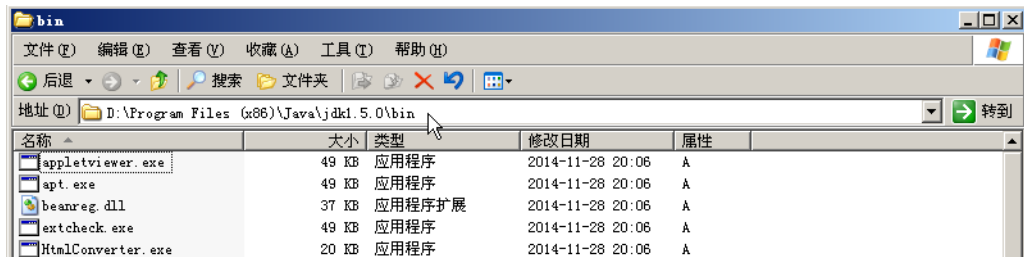 bin
文件(F) 编辑(E) 查看(V) 收藏(A) 工具(T) 帮助(H)
后退 搜索 文件夹
地址(D) D:\Program Files (x86)\Java\jdk1.5.0\bin 转到
名称 大小 类型 修改日期 属性
appletviewer.exe 49 KB 应用程序 2014-11-28 20:06 A
apt.exe 49 KB 应用程序 2014-11-28 20:06 A
beanreg.dll 37 KB 应用程序扩展 2014-11-28 20:06 A
extcheck.exe 49 KB 应用程序 2014-11-28 20:06 A
HtmlConverter.exe 20 KB 应用程序 2014-11-28 20:06 A